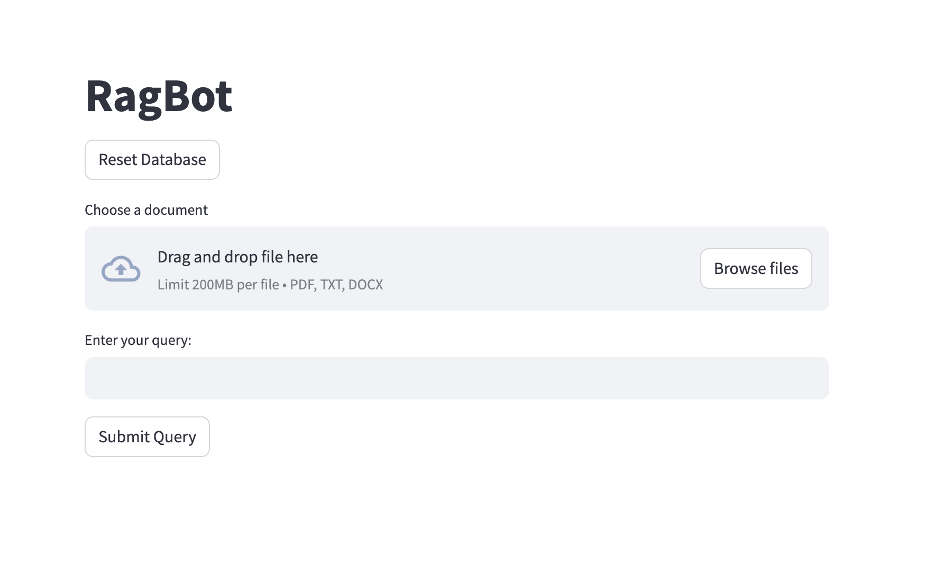 RagBot
Reset Database
Choose a document
Drag and drop file here
Limit 200MB per file • PDF, TXT, DOCX
Browse files
Enter your query:
Submit Query